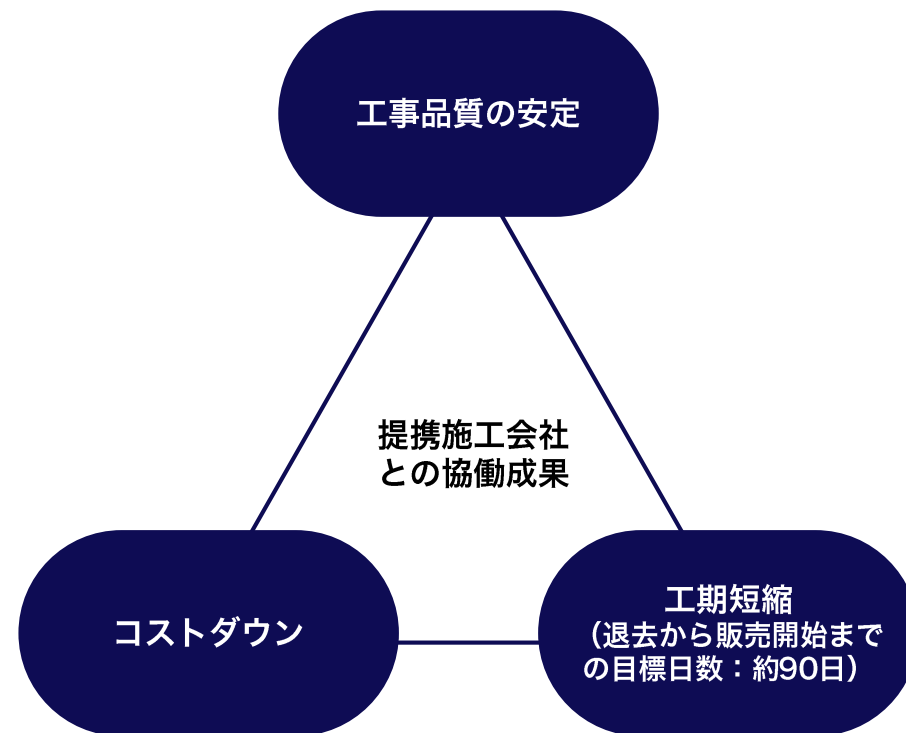 工事品質の安定
提携施工会社
との協働成果
コストダウン
工期短縮
（退去から販売開始まで
の目標日数：約90日）